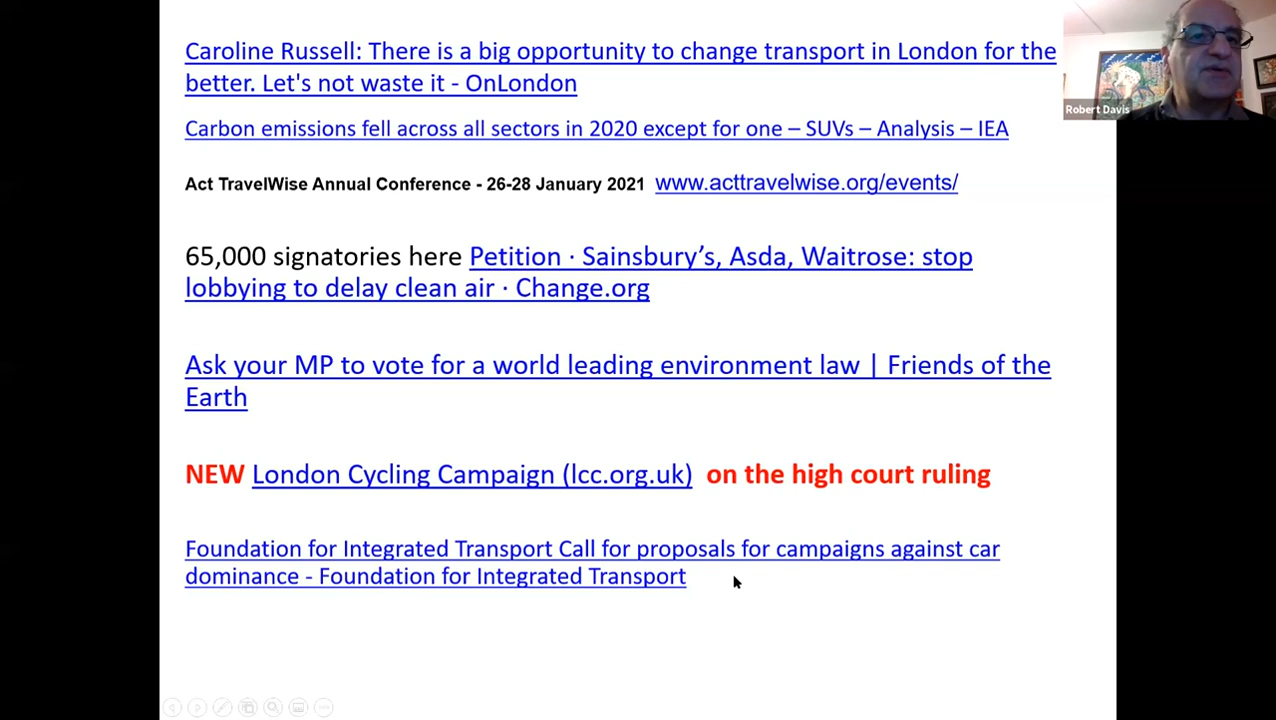 Caroline Russell: There is a big opportunity to change transport in London for the
better. Let's not waste it - OnLondon
Robert Davis
Carbon emissions fell across all sectors in 2020 except for one – SUVs – Analysis – IEA
Act TravelWise Annual Conference - 26-28 January 2021 www.acttravelwise.org/events/
65,000 signatories here Petition · Sainsbury’s, Asda, Waitrose: stop
lobbying to delay clean air · Change.org
Ask your MP to vote for a world leading environment law | Friends of the
Earth
NEW London Cycling Campaign (lcc.org.uk) on the high court ruling
Foundation for Integrated Transport Call for proposals for campaigns against car
dominance - Foundation for Integrated Transport